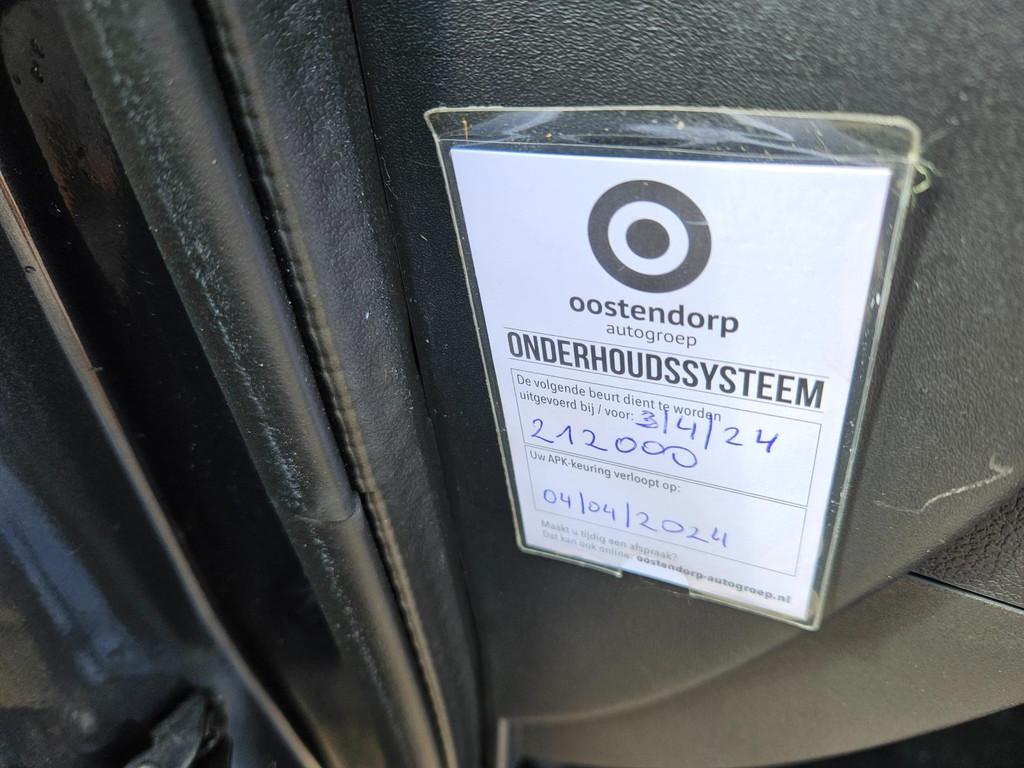 oostendorp
autogroep
ONDERHOUDSSYSTEEM
De volgende beurt dient te worden
uitgevoerd bij / voor: 3/4/24
212000
Uw APK-keuring verloopt op:
04/04/2024
Maakt u tijdig een afspraak?
Dat kan ook online: oostendorp-autogroep.nl